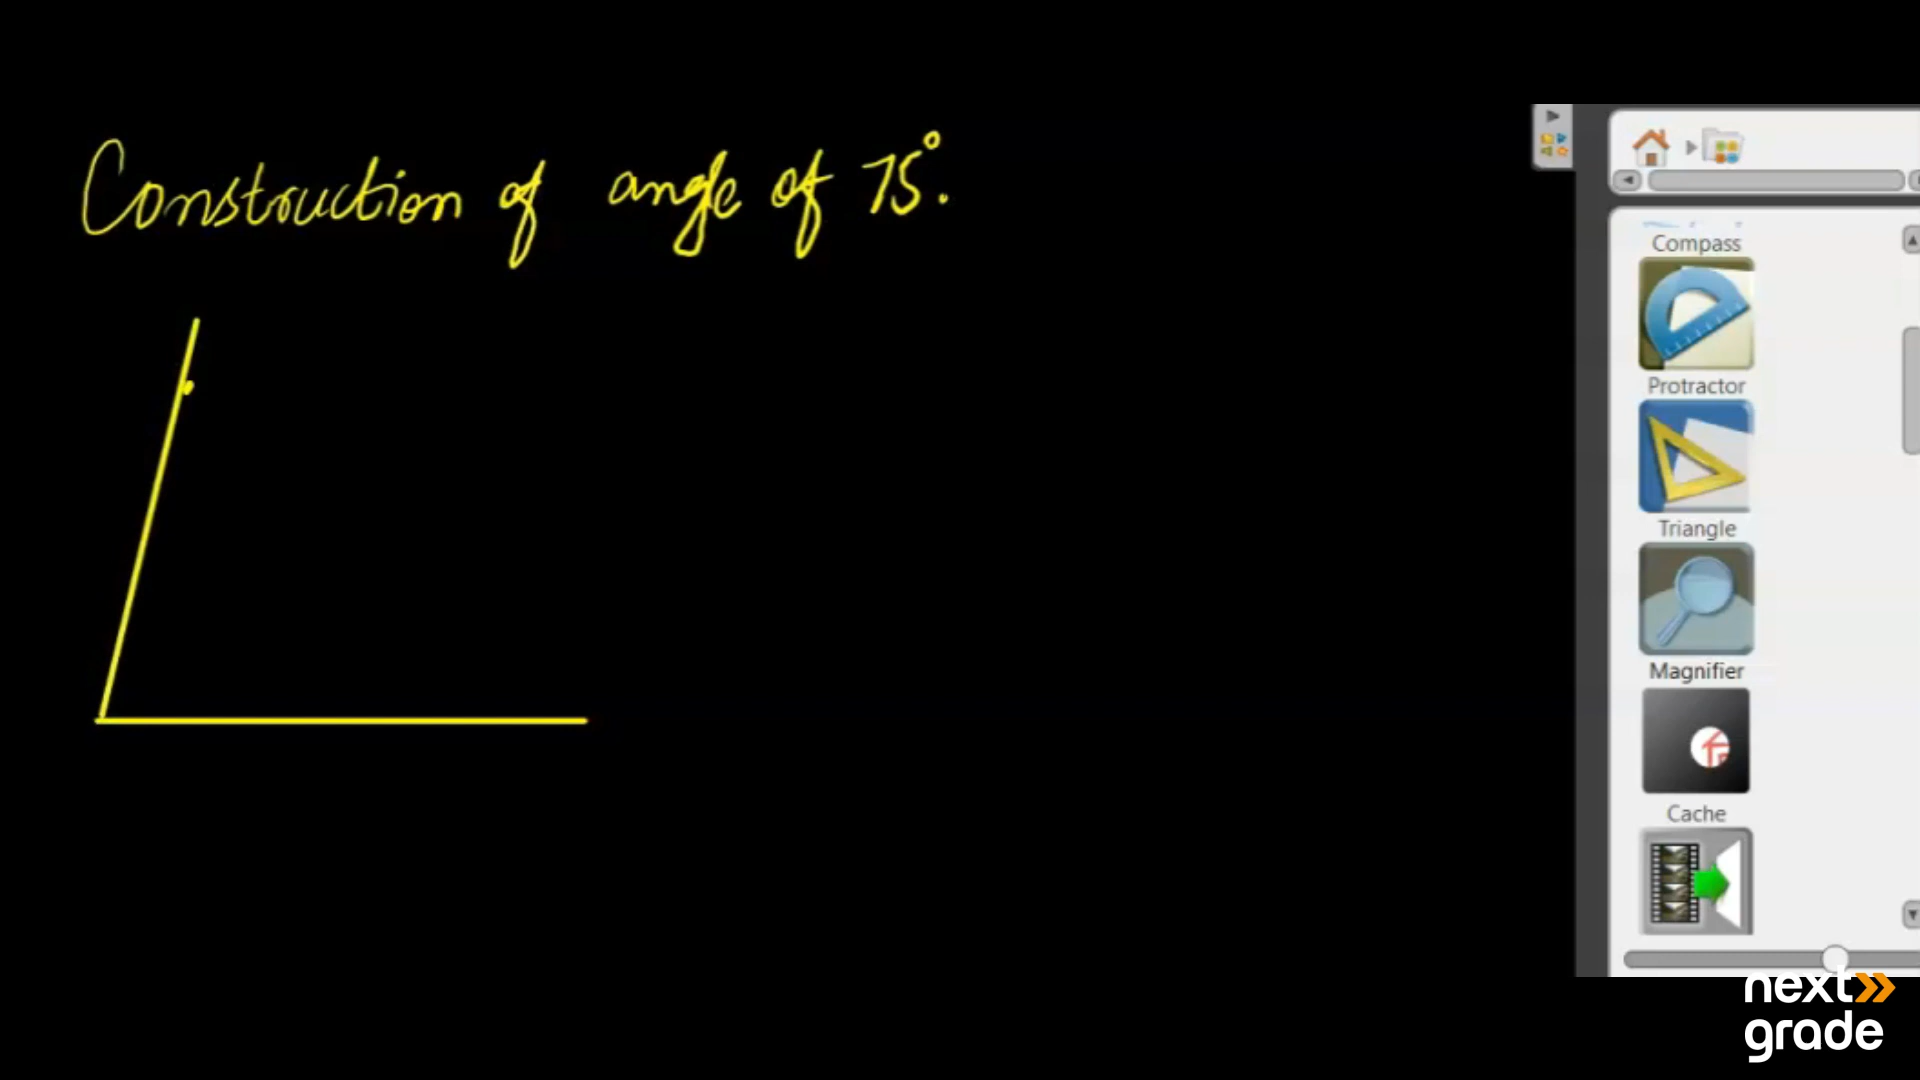 Construction of angle of 75°.
Compass
Protractor
Triangle
Magnifier
Cache
next
grade